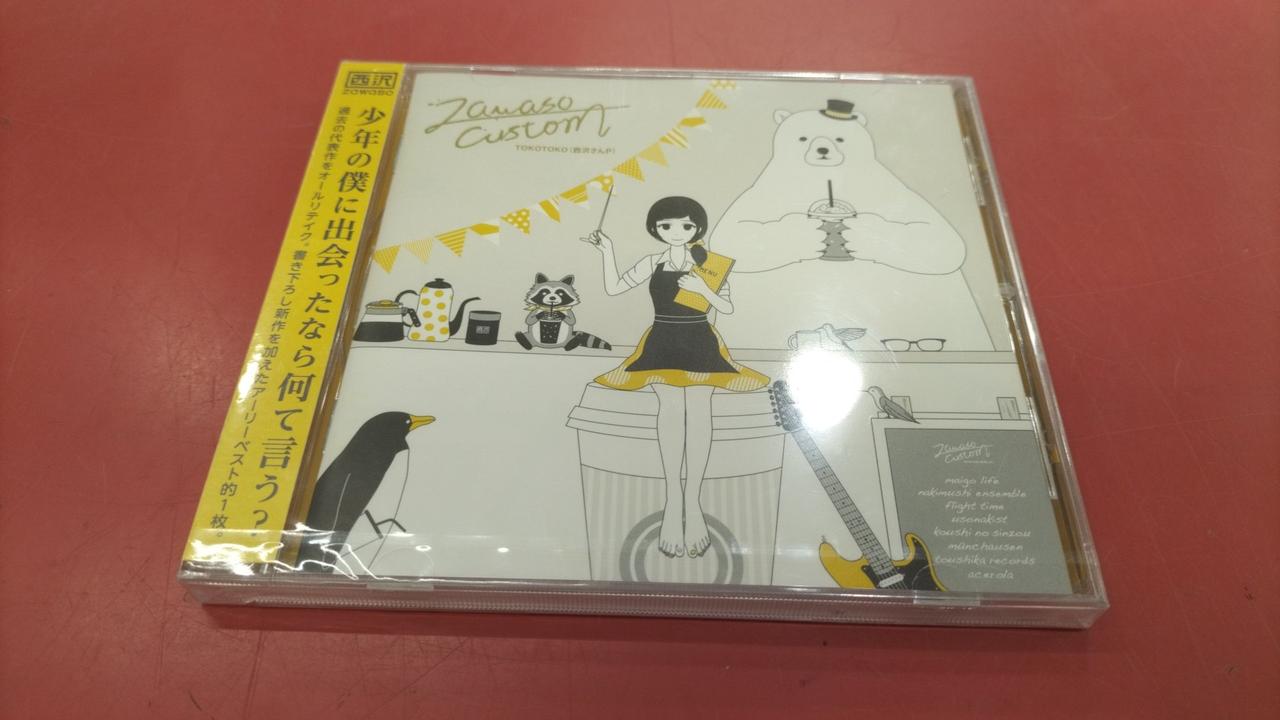 西沢
zawaso
少年の僕に出会ったなら何て言う?
過去の代表作をオールリテイク。書き下ろし新作を加えたアーリーベスト的1枚。
Zawaso
Custom
TOKOTOKO(西沢さんP)
MENU
西沢
Zawaso
Custom
maigo life
nakimushi ensemble
flight time
usonakist
koushi no sinzou
münchausen
toushika records
acerola